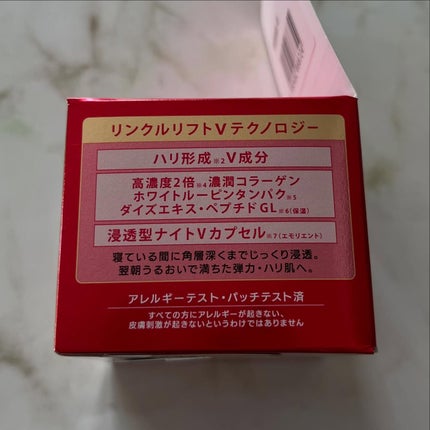 リンクルリフトVテクノロジー
ハリ形成※2V成分
高濃度2倍※4濃潤コラーゲン
ホワイトルーピンタンパク※5
ダイズエキス・ペプチドGL※6(保湿)
浸透型ナイトVカプセル※7(エモリエント)
寝ている間に角層深くまでじっくり浸透。
翌朝うるおいで満ちた弾力・ハリ肌へ。
アレルギーテスト・パッチテスト済
すべての方にアレルギーが起きない、
皮膚刺激が起きないというわけではありません